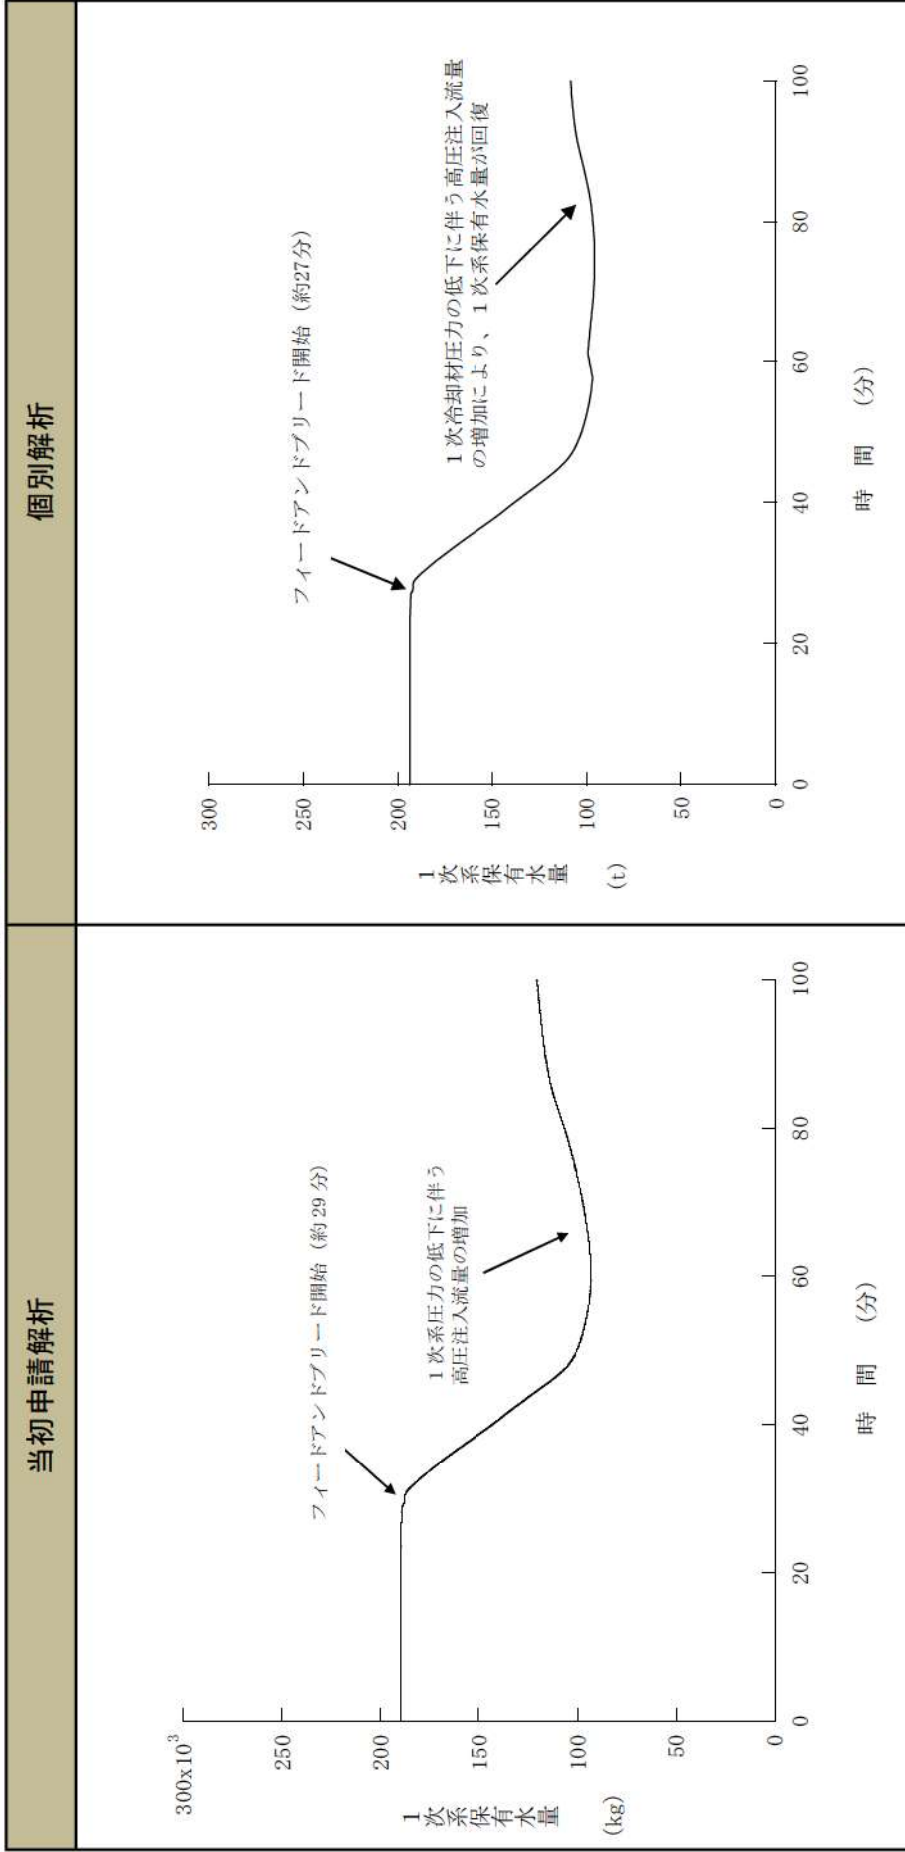 当初申請解析
300x10³
250
200
150
100
50
0
1次系保有水量
(kg)
フィードアンドブリード開始（約 29 分）
1 次系圧力の低下に伴う
高圧注入流量の増加
0
20
40
60
80
100
時 間 (分)
個別解析
300
250
200
150
100
50
0
1次系保有水量
(t)
フィードアンドブリード開始（約27分）
1 次冷却材圧力の低下に伴う高圧注入流量
の増加により、1 次系保有水量が回復
0
20
40
60
80
100
時 間 (分)